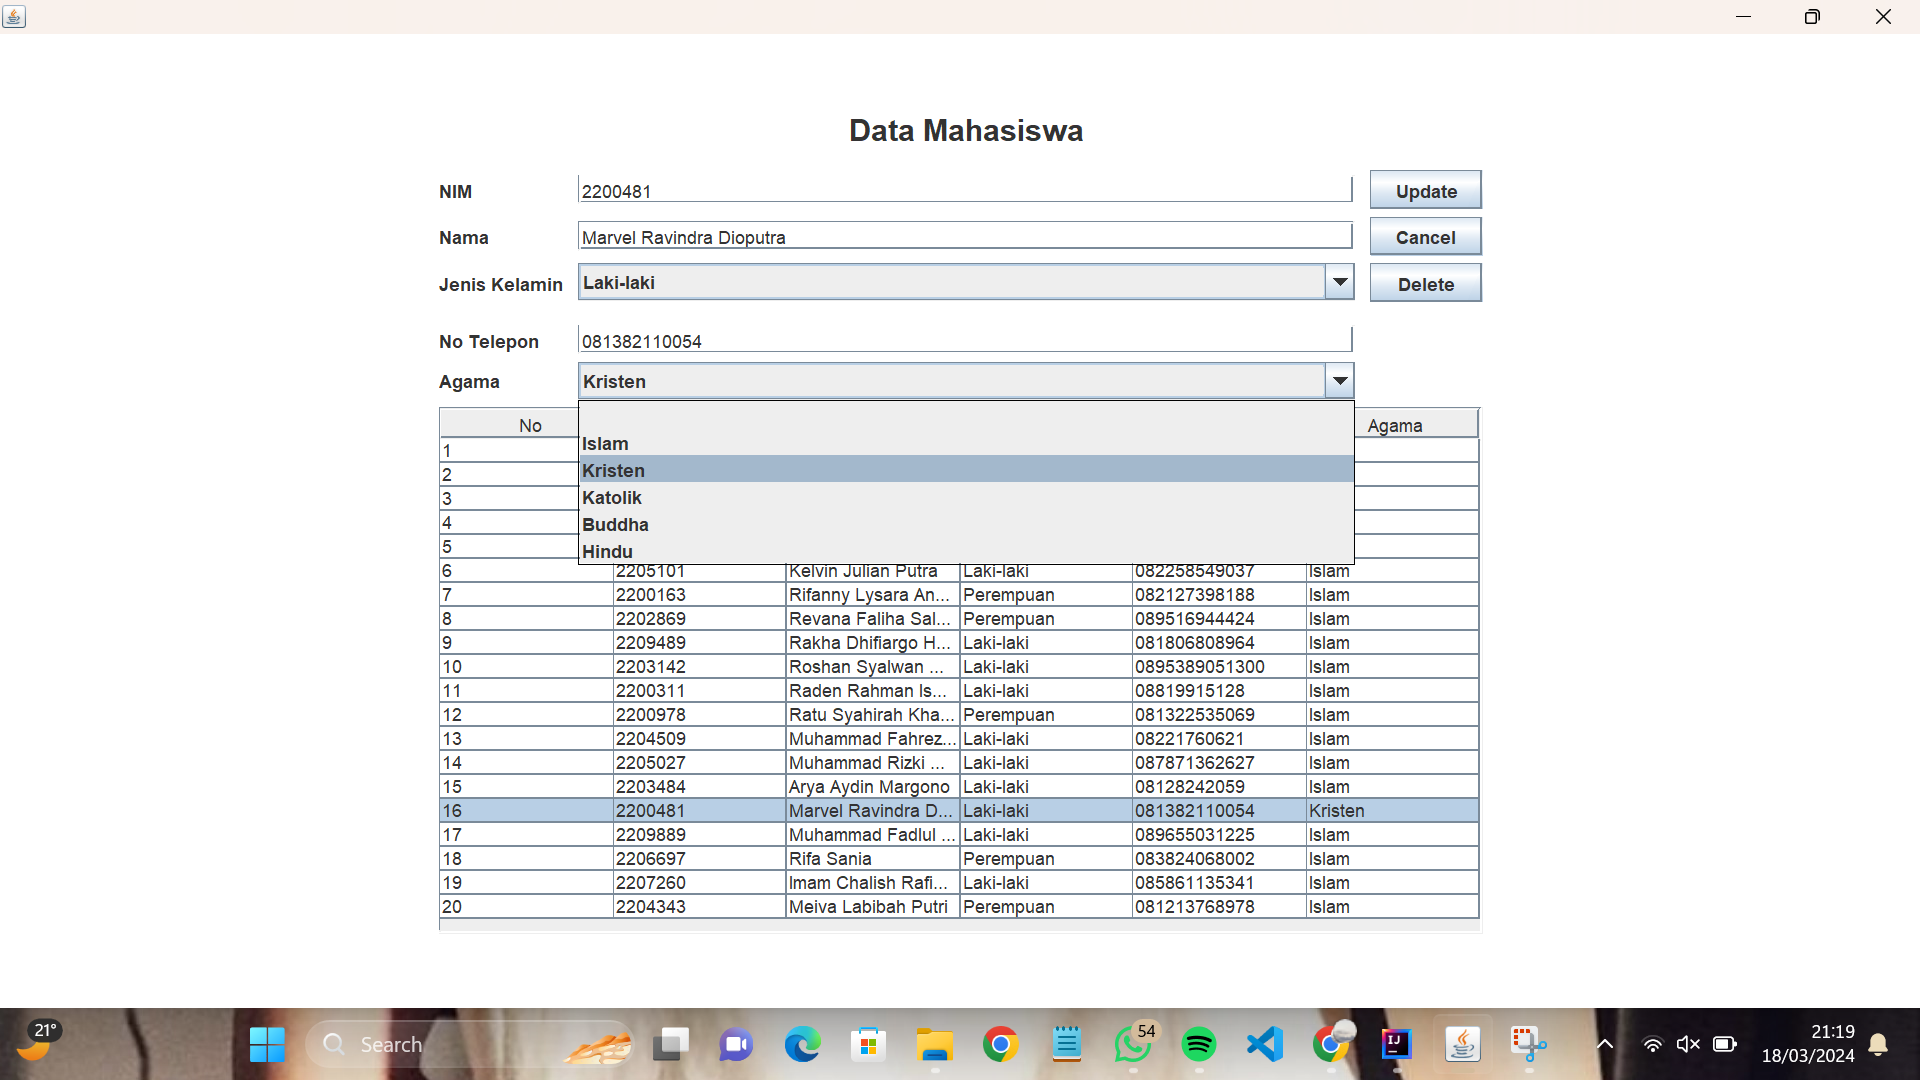 Data Mahasiswa
NIM 2200481 Update
Nama Marvel Ravindra Dioputra Cancel
Jenis Kelamin Laki-laki Delete
No Telepon 081382110054
Agama Kristen
No Agama
Islam
Kristen
Katolik
Buddha
Hindu
1
2
3
4
5
6 2205101 Kelvin Julian Putra Laki-laki 082258549037 Islam
7 2200163 Rifanny Lysara An... Perempuan 082127398188 Islam
8 2202869 Revana Faliha Sal... Perempuan 089516944424 Islam
9 2209489 Rakha Dhifiargo H... Laki-laki 081806808964 Islam
10 2203142 Roshan Syalwan ... Laki-laki 0895389051300 Islam
11 2200311 Raden Rahman Is... Laki-laki 08819915128 Islam
12 2200978 Ratu Syahirah Kha... Perempuan 081322535069 Islam
13 2204509 Muhammad Fahrez... Laki-laki 08221760621 Islam
14 2205027 Muhammad Rizki ... Laki-laki 087871362627 Islam
15 2203484 Arya Aydin Margono Laki-laki 08128242059 Islam
16 2200481 Marvel Ravindra D... Laki-laki 081382110054 Kristen
17 2209889 Muhammad Fadlul ... Laki-laki 089655031225 Islam
18 2206697 Rifa Sania Perempuan 083824068002 Islam
19 2207260 Imam Chalish Rafi... Laki-laki 085861135341 Islam
20 2204343 Meiva Labibah Putri Perempuan 081213768978 Islam
21° Search 54 IJ 21:19
18/03/2024